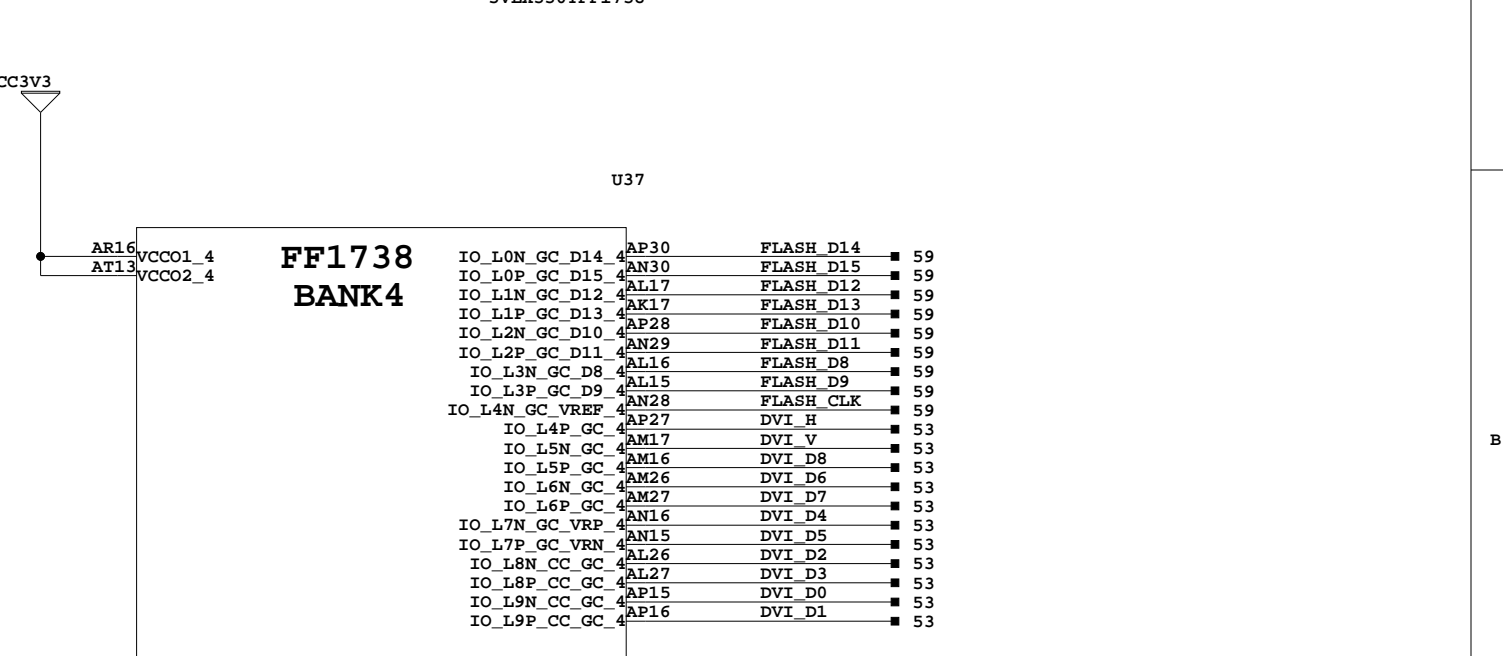 CC3V3
U37
FF1738
BANK4
AR16 VCCO1_4
AT13 VCCO2_4
IO_L0N_GC_D14_4 AP30 FLASH_D14 59
IO_L0P_GC_D15_4 AN30 FLASH_D15 59
IO_L1N_GC_D12_4 AL17 FLASH_D12 59
IO_L1P_GC_D13_4 AK17 FLASH_D13 59
IO_L2N_GC_D10_4 AP28 FLASH_D10 59
IO_L2P_GC_D11_4 AN29 FLASH_D11 59
IO_L3N_GC_D8_4 AL16 FLASH_D8 59
IO_L3P_GC_D9_4 AL15 FLASH_D9 59
IO_L4N_GC_VREF_4 AN28 FLASH_CLK 59
IO_L4P_GC_4 AP27 DVI_H 53
IO_L5N_GC_4 AM17 DVI_V 53
IO_L5P_GC_4 AM16 DVI_D8 53
IO_L6N_GC_4 AM26 DVI_D6 53
IO_L6P_GC_4 AM27 DVI_D7 53
IO_L7N_GC_VRP_4 AN16 DVI_D4 53
IO_L7P_GC_VRN_4 AN15 DVI_D5 53
IO_L8N_CC_GC_4 AL26 DVI_D2 53
IO_L8P_CC_GC_4 AL27 DVI_D3 53
IO_L9N_CC_GC_4 AP15 DVI_D0 53
IO_L9P_CC_GC_4 AP16 DVI_D1 53
B